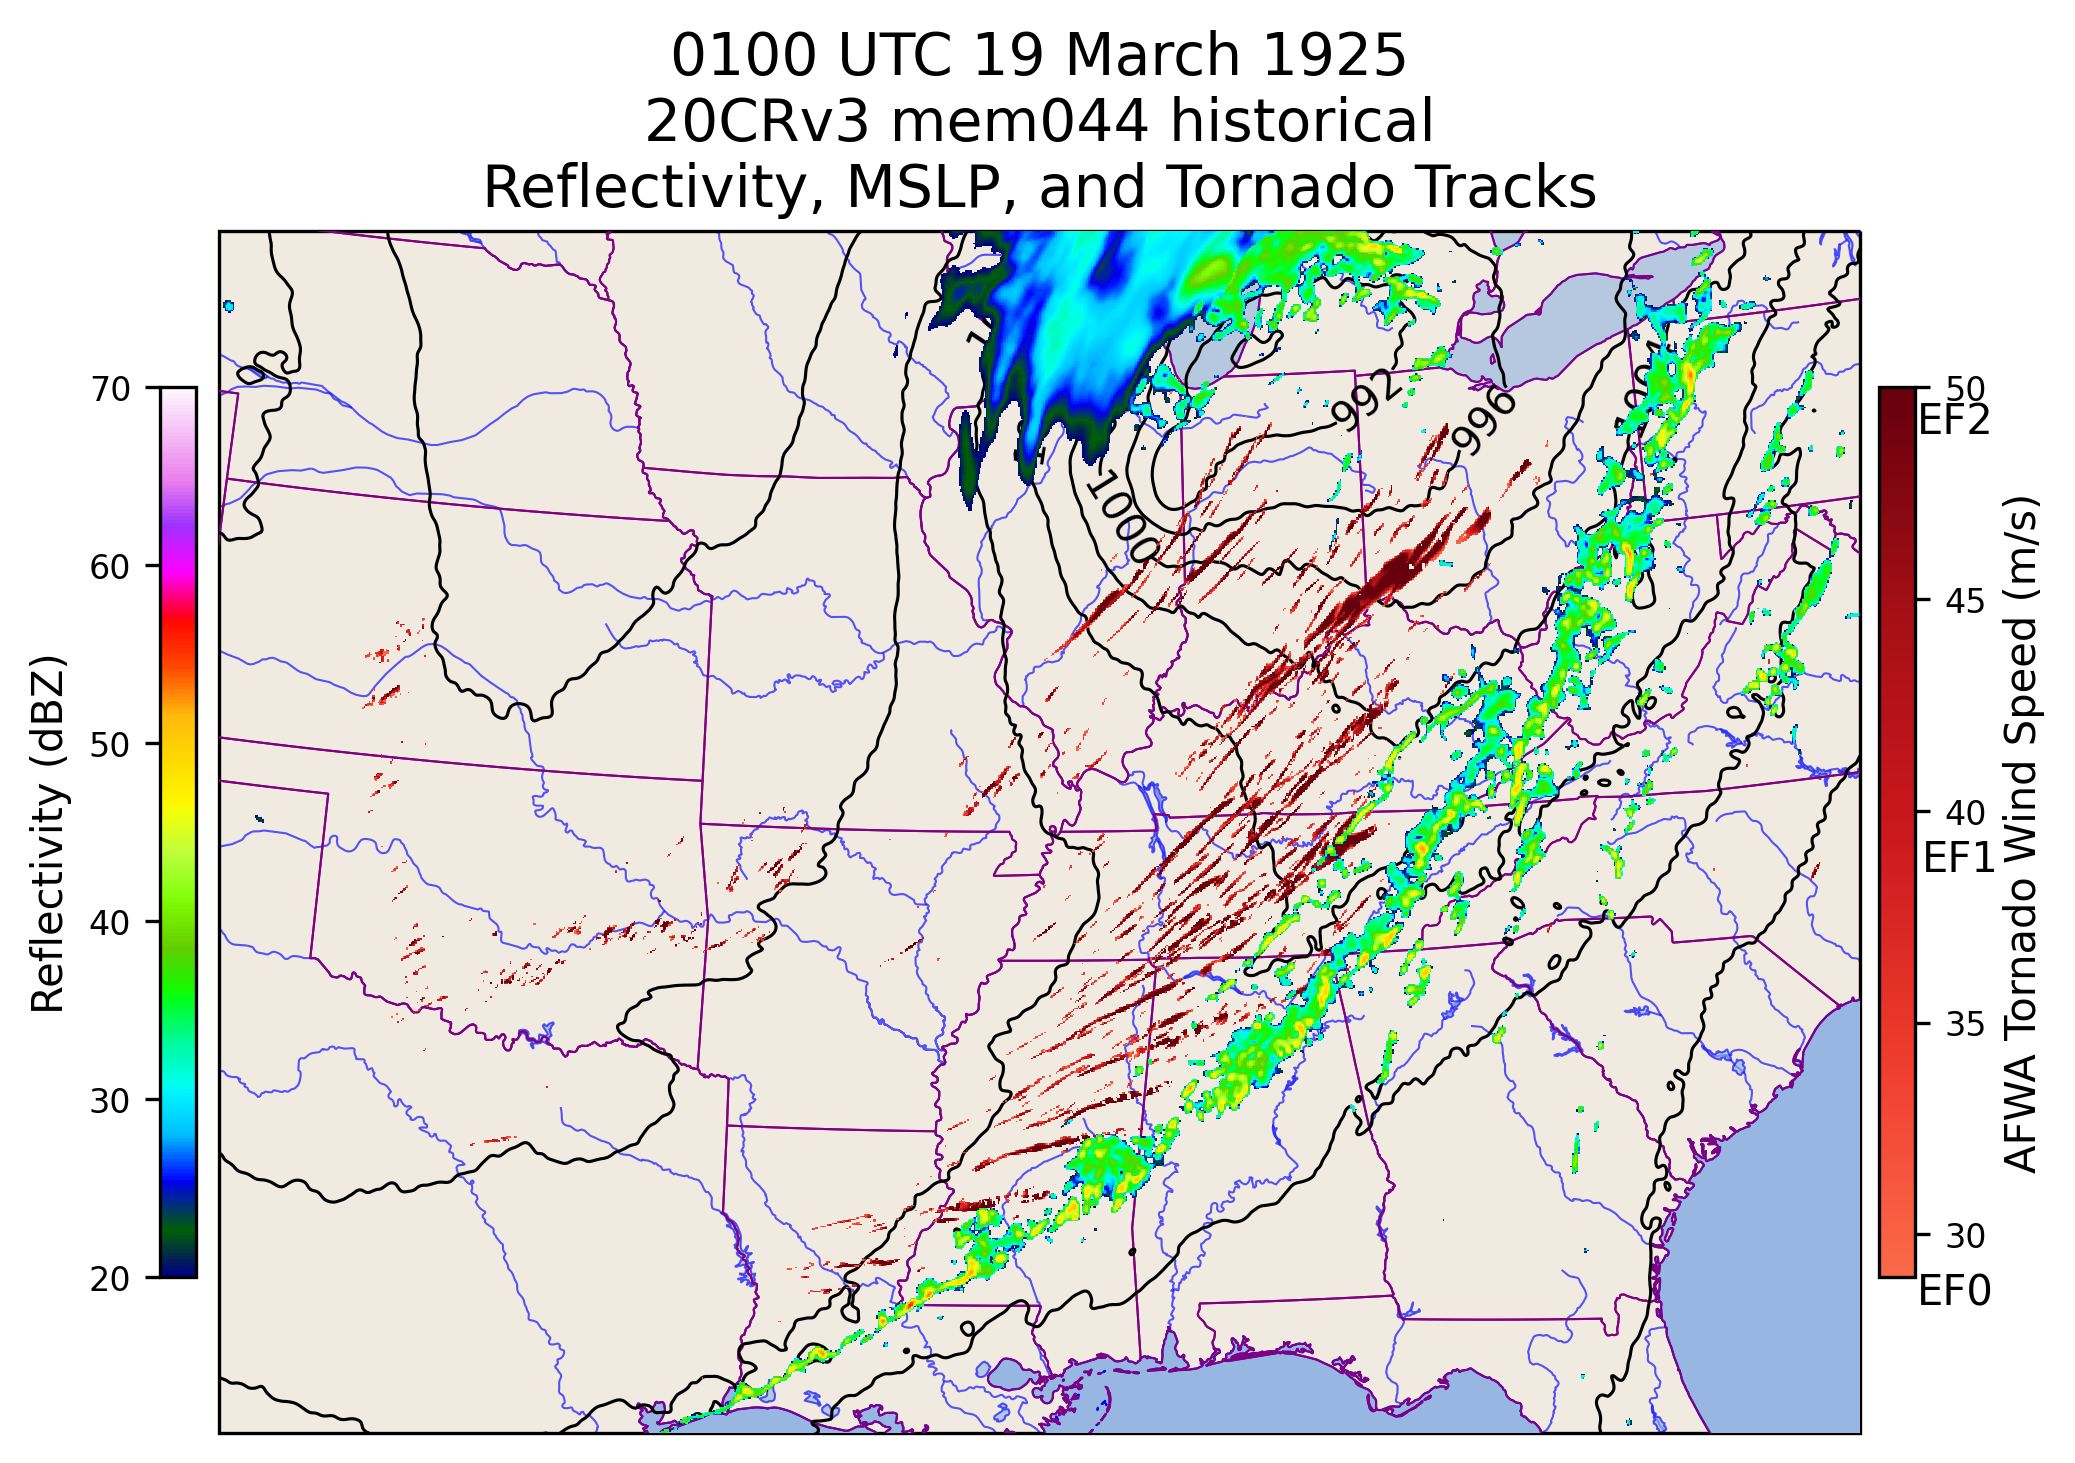 0100 UTC 19 March 1925
20CRv3 mem044 historical
Reflectivity, MSLP, and Tornado Tracks
70
60
50
40
30
20
Reflectivity (dBZ)
992
996
1000
1004
50
EF2
45
40
EF1
35
30
EF0
AFWA Tornado Wind Speed (m/s)